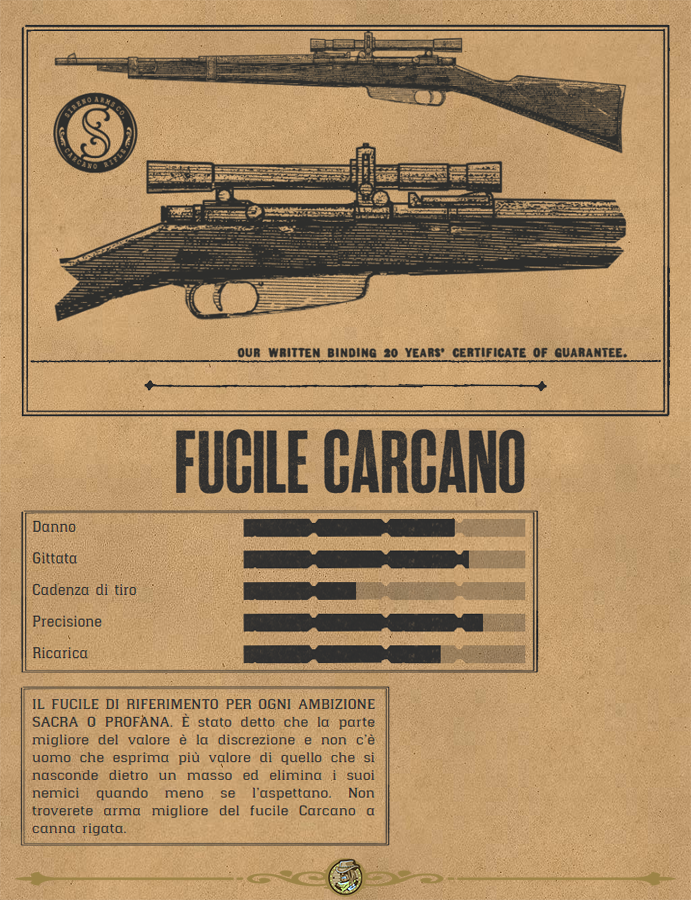 SIRENO ARMS CO.
CARCANO RIFLE
OUR WRITTEN BINDING 20 YEARS' CERTIFICATE OF GUARANTEE.
FUCILE CARCANO
Danno
Gittata
Cadenza di tiro
Precisione
Ricarica
IL FUCILE DI RIFERIMENTO PER OGNI AMBIZIONE
SACRA O PROFANA. È stato detto che la parte
migliore del valore è la discrezione e non c'è
uomo che esprima più valore di quello che si
nasconde dietro un masso ed elimina i suoi
nemici quando meno se l'aspettano. Non
troverete arma migliore del fucile Carcano a
canna rigata.